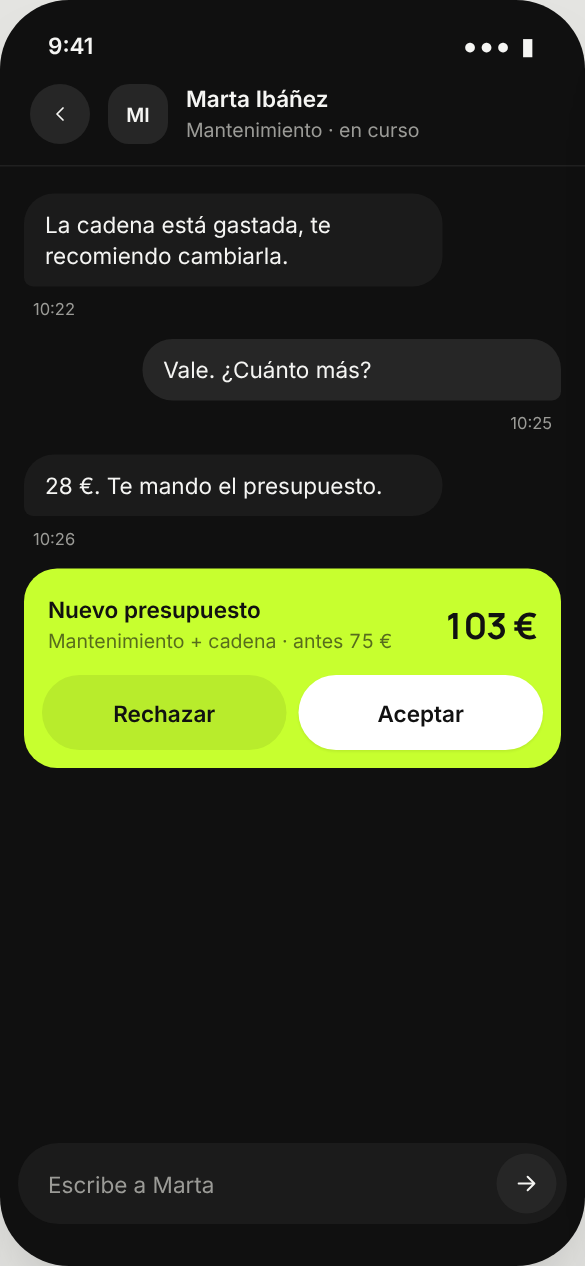 9:41
MI
Marta Ibáñez
Mantenimiento · en curso
La cadena está gastada, te
recomiendo cambiarla.
10:22
Vale. ¿Cuánto más?
10:25
28 €. Te mando el presupuesto.
10:26
Nuevo presupuesto
Mantenimiento + cadena · antes 75 €
103 €
Rechazar
Aceptar
Escribe a Marta